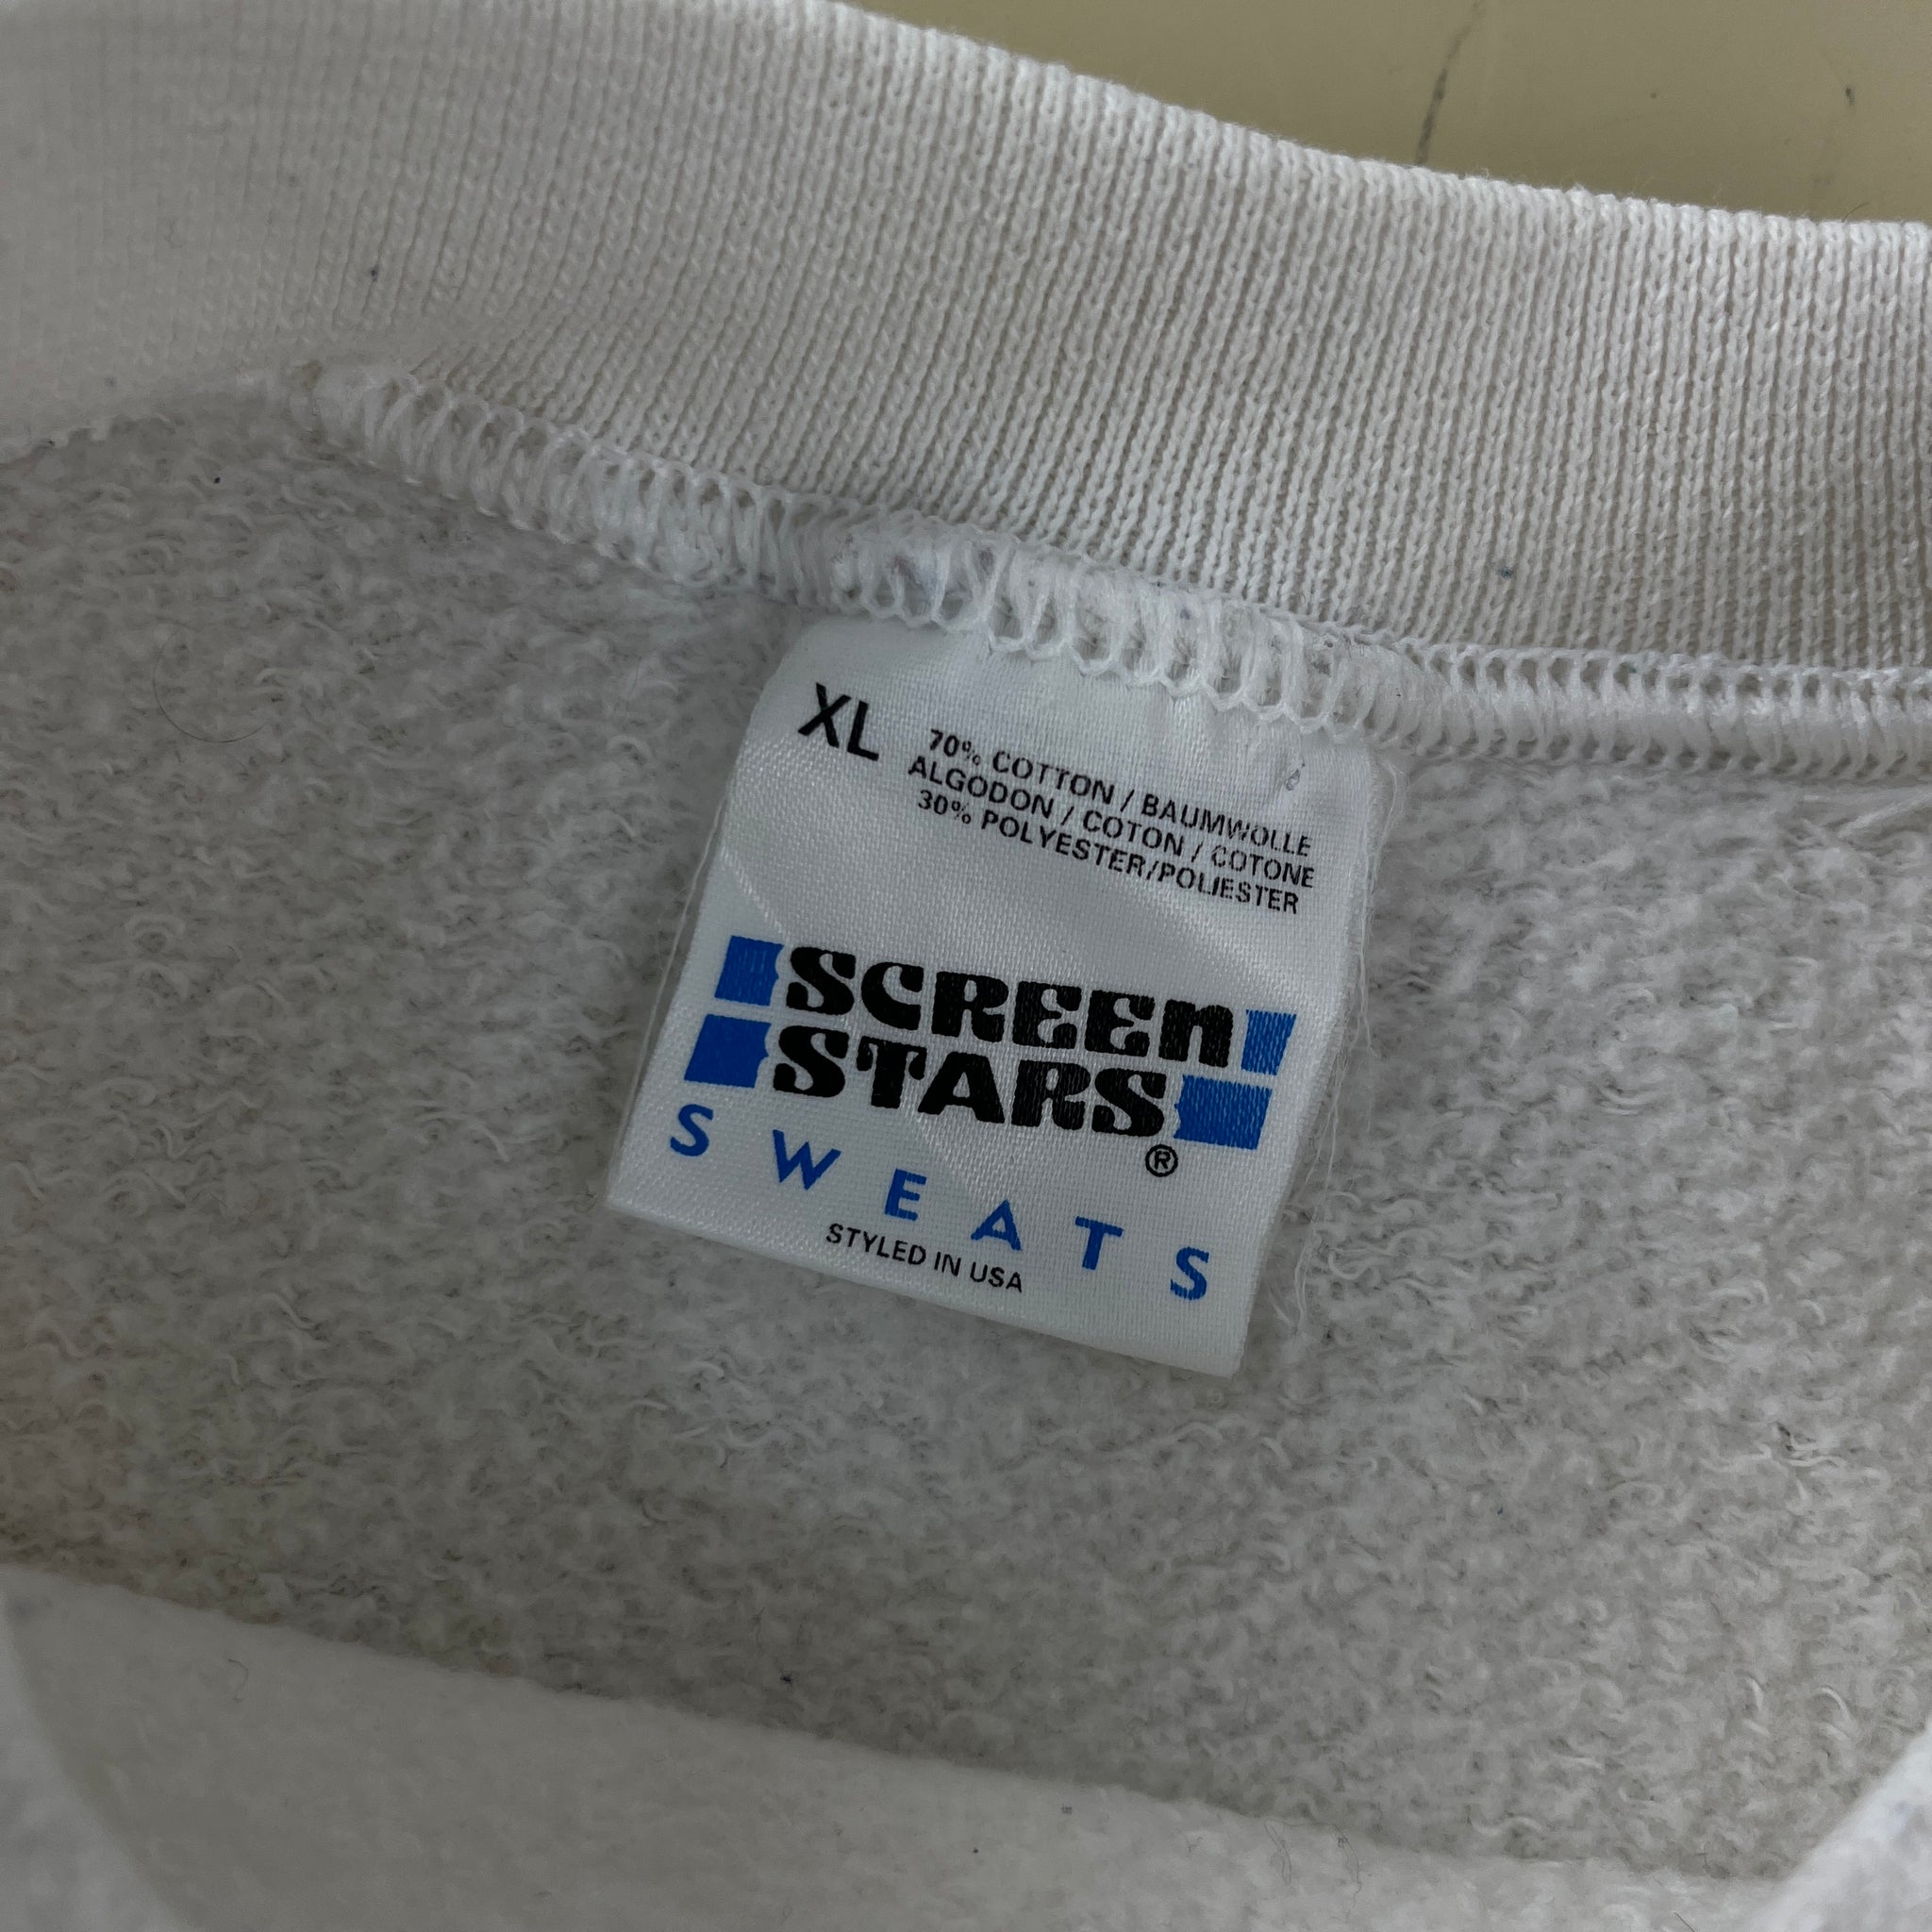 XL
70% COTTON / BAUMWOLLE
ALGODON / COTON / COTONE
30% POLYESTER/POLIESTER
SCREEn
STARS®
SWEATS
STYLED IN USA